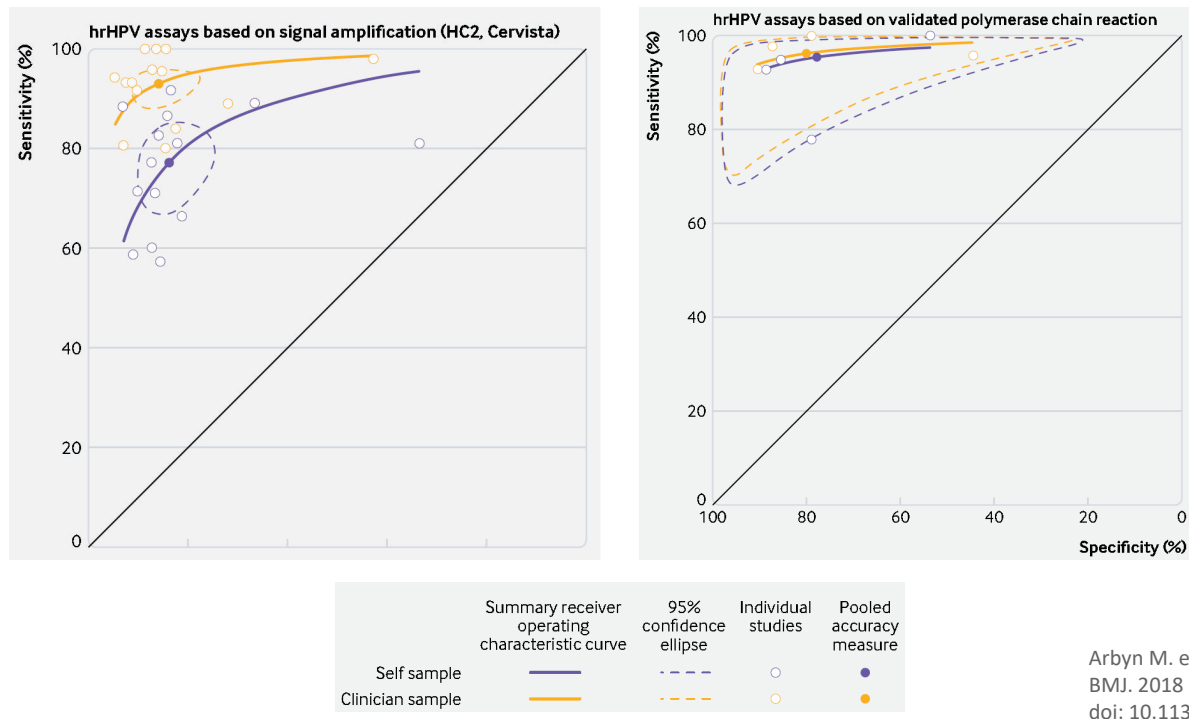 hrHPV assays based on signal amplification (HC2, Cervista)
Sensitivity (%)
100
80
60
40
20
0
hrHPV assays based on validated polymerase chain reaction
Sensitivity (%)
100
80
60
40
20
0
100 80 60 40 20 0
Specificity (%)
Summary receiver operating characteristic curve
95% confidence ellipse
Individual studies
Pooled accuracy measure
Self sample
Clinician sample
Arbyn M. e
BMJ. 2018
doi: 10.113